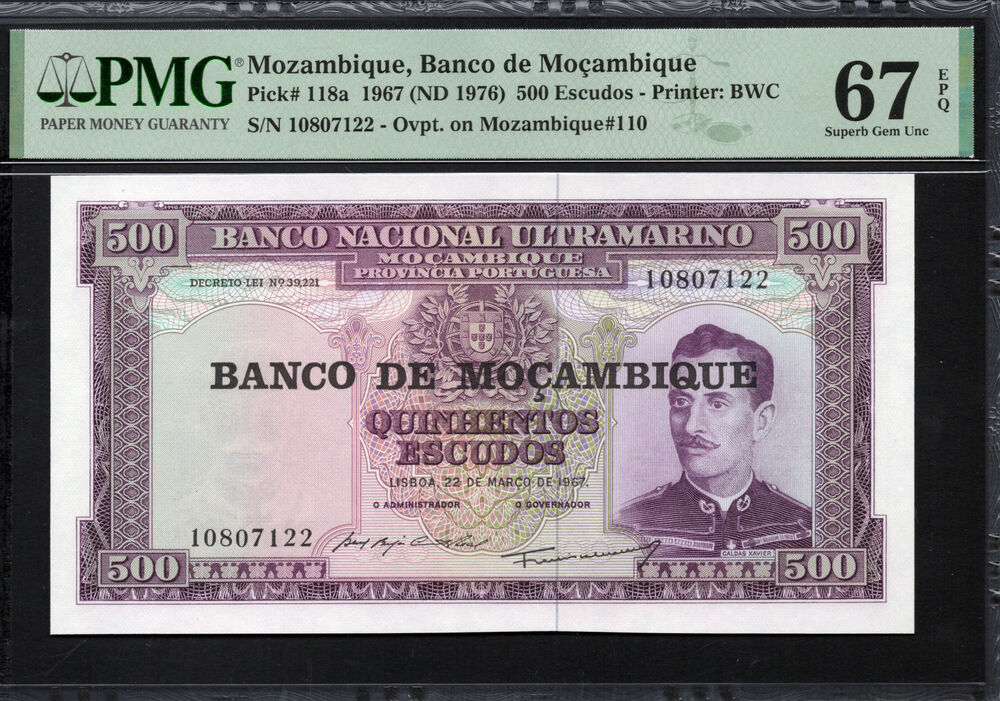 PMG®
PAPER MONEY GUARANTY
Mozambique, Banco de Moçambique
Pick# 118a 1967 (ND 1976) 500 Escudos - Printer: BWC
S/N 10807122 - Ovpt. on Mozambique#110
67
EPQ
Superb Gem Unc
500 BANCO NACIONAL ULTRAMARINO 500
MOÇAMBIQUE
PROVÍNCIA PORTUGUESA
DECRETO-LEI Nº 39,221
10807122
BANCO DE MOÇAMBIQUE
QUINHENTOS
ESCUDOS
LISBOA, 22 DE MARÇO DE 1967.
O ADMINISTRADOR O GOVERNADOR
10807122
CALDAS XAVIER
500 500